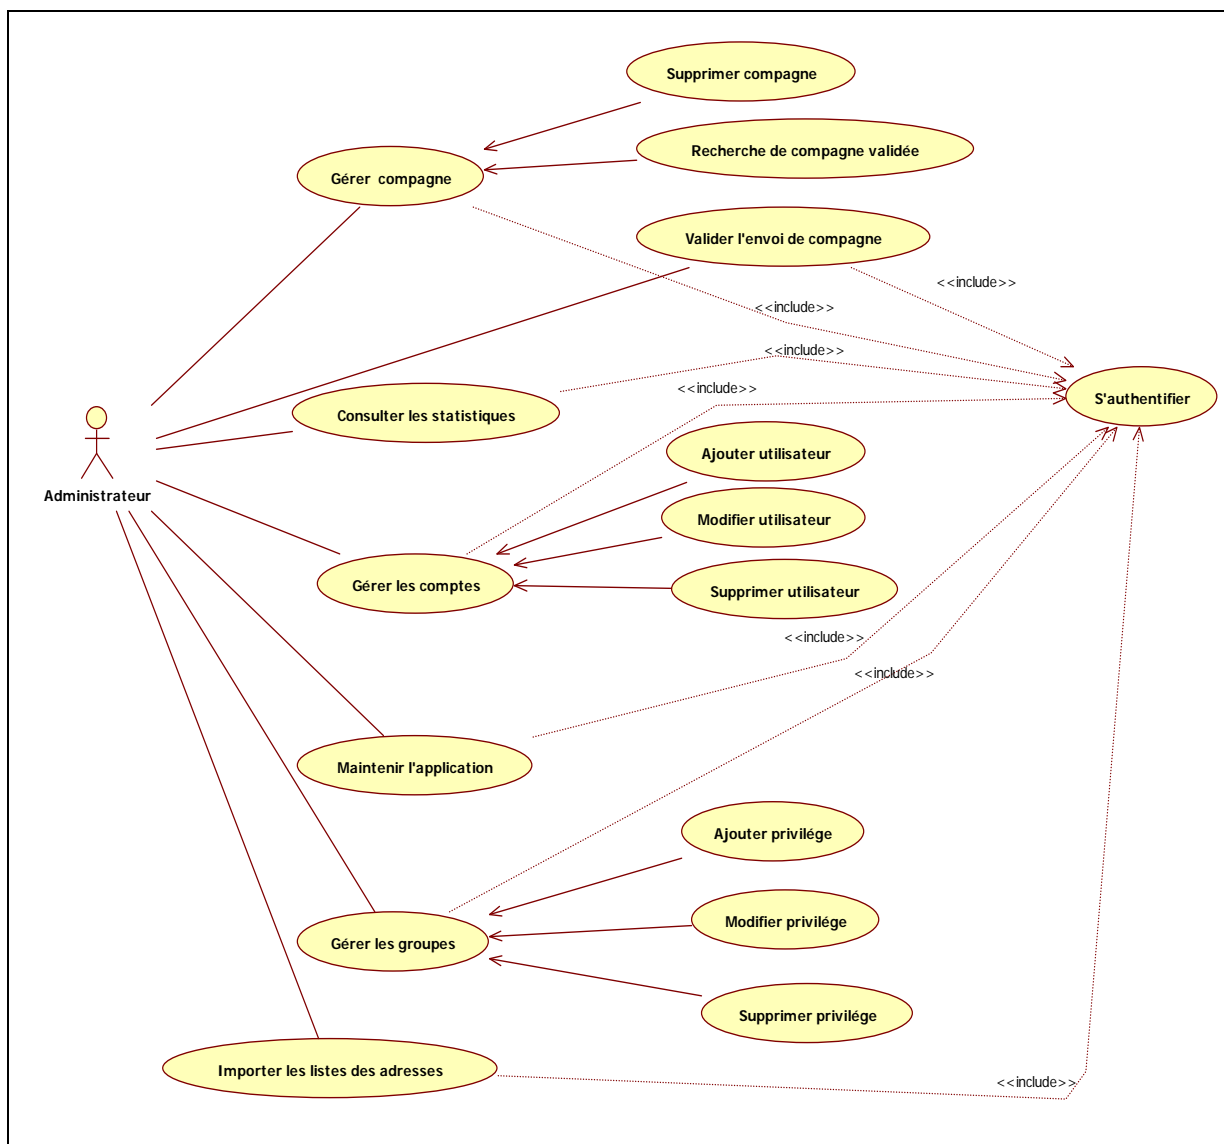 Supprimer compagne
Recherche de compagne validée
Gérer compagne
Valider l'envoi de compagne
<<include>>
<<include>>
<<include>>
<<include>>
S'authentifier
Consulter les statistiques
Ajouter utilisateur
Administrateur
Modifier utilisateur
Gérer les comptes
Supprimer utilisateur
<<include>>
<<include>>
Maintenir l'application
Ajouter privilége
Modifier privilége
Gérer les groupes
Supprimer privilége
Importer les listes des adresses
<<include>>